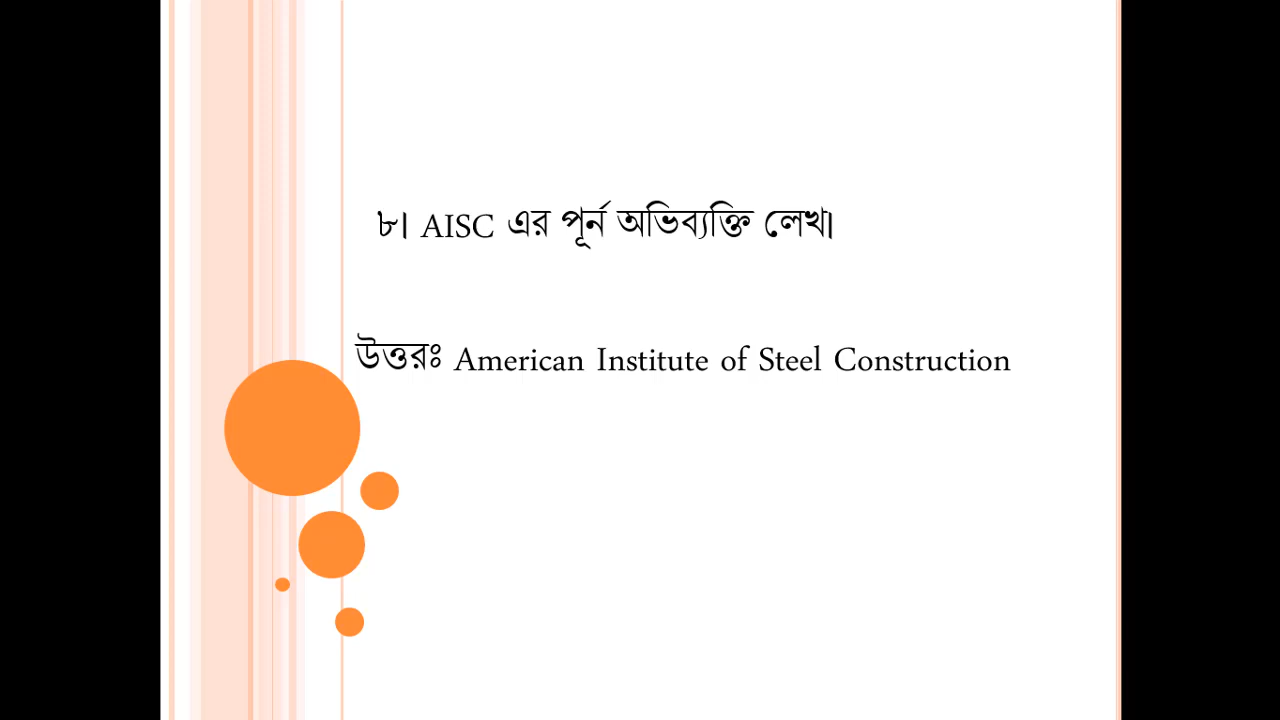 ৮। AISC এর পূর্ন অভিব্যক্তি লেখ।
উত্তরঃ American Institute of Steel Construction